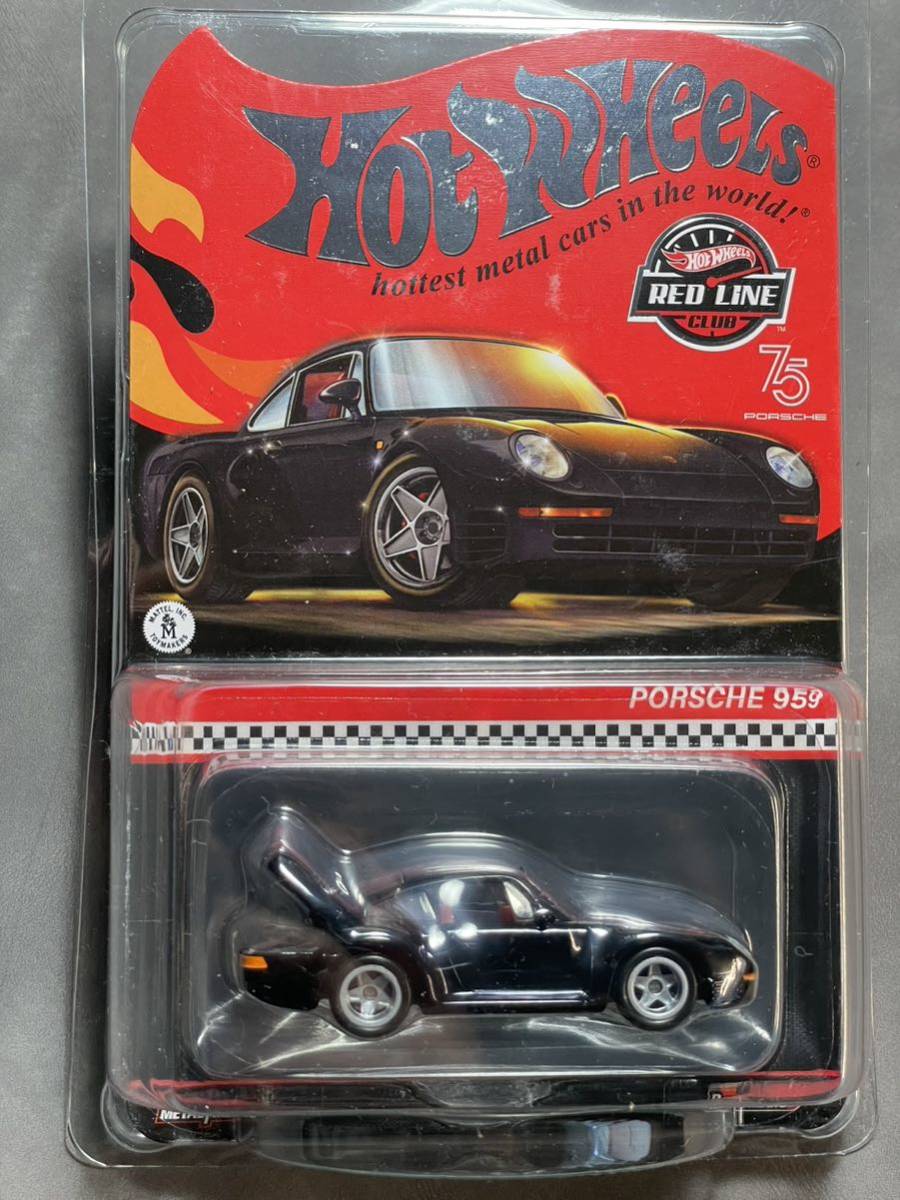 HOT WHEELS®
hottest metal cars in the world!®
HOT WHEELS
RED LINE
CLUB™
75
PORSCHE
MATTEL, INC.
M
TOYMAKERS
®
PORSCHE 959
METAL/